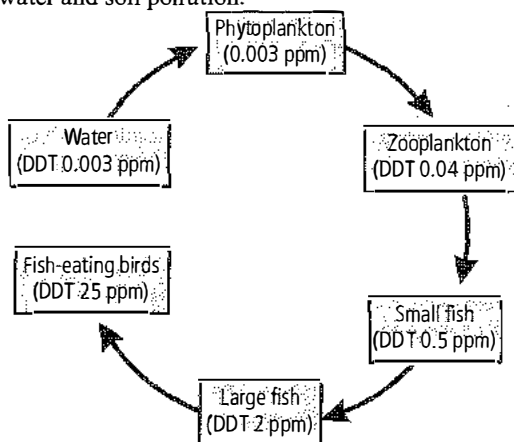 water and soil pollution.
Phytoplankton
(0.003 ppm)
Water
(DDT 0.003 ppm)
Zooplankton
(DDT 0.04 ppm)
Fish-eating birds
(DDT 25 ppm)
Small fish
(DDT 0.5 ppm)
Large fish
(DDT 2 ppm)